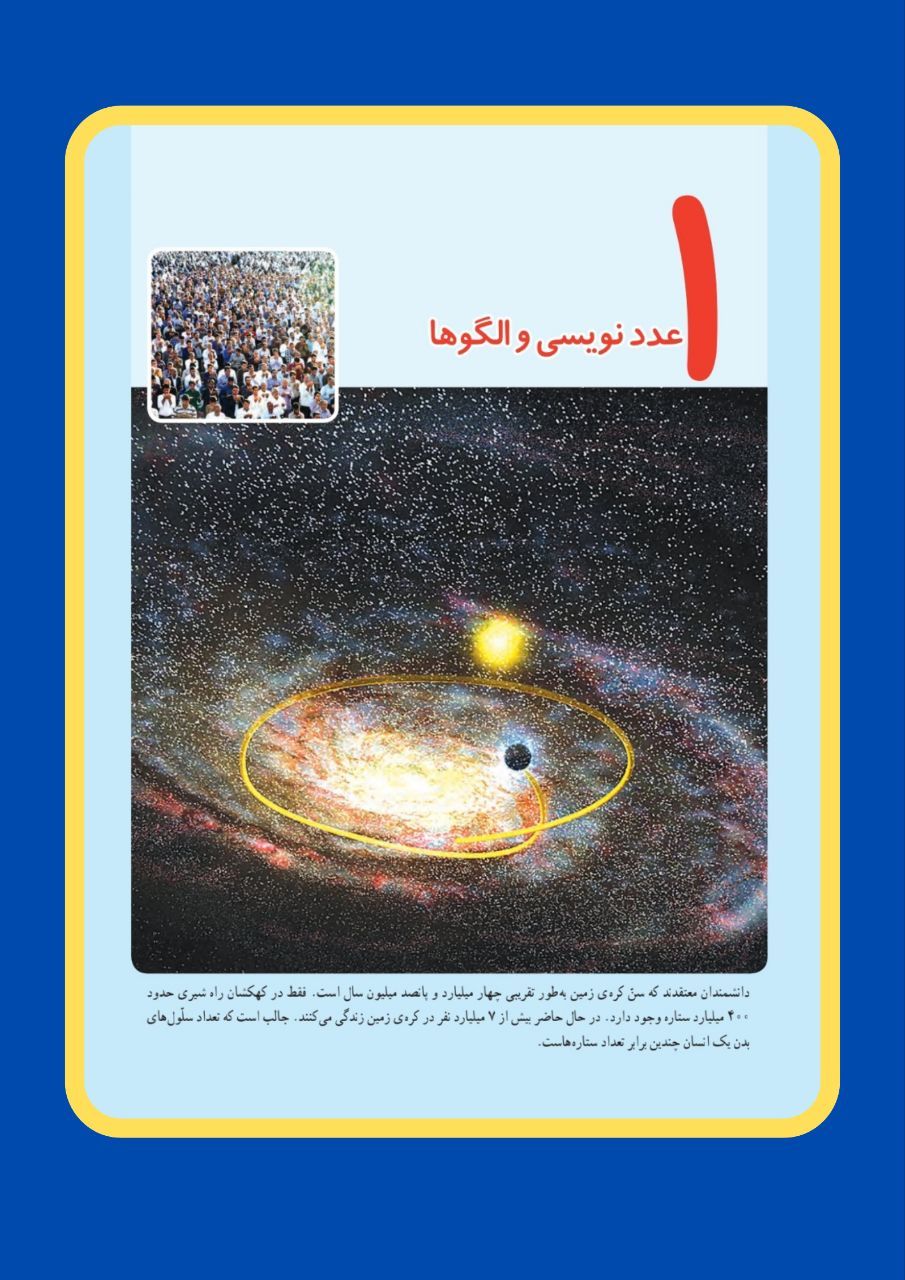 ۱
عدد نویسی و الگوها
دانشمندان معتقدند که سنّ کره‌ی زمین به‌طور تقریبی چهار میلیارد و پانصد میلیون سال است. فقط در کهکشان راه شیری حدود
۴۰۰ میلیارد ستاره وجود دارد. در حال حاضر بیش از ۷ میلیارد نفر در کره‌ی زمین زندگی می‌کنند. جالب است که تعداد سلّول‌های
بدن یک انسان چندین برابر تعداد ستاره‌هاست.